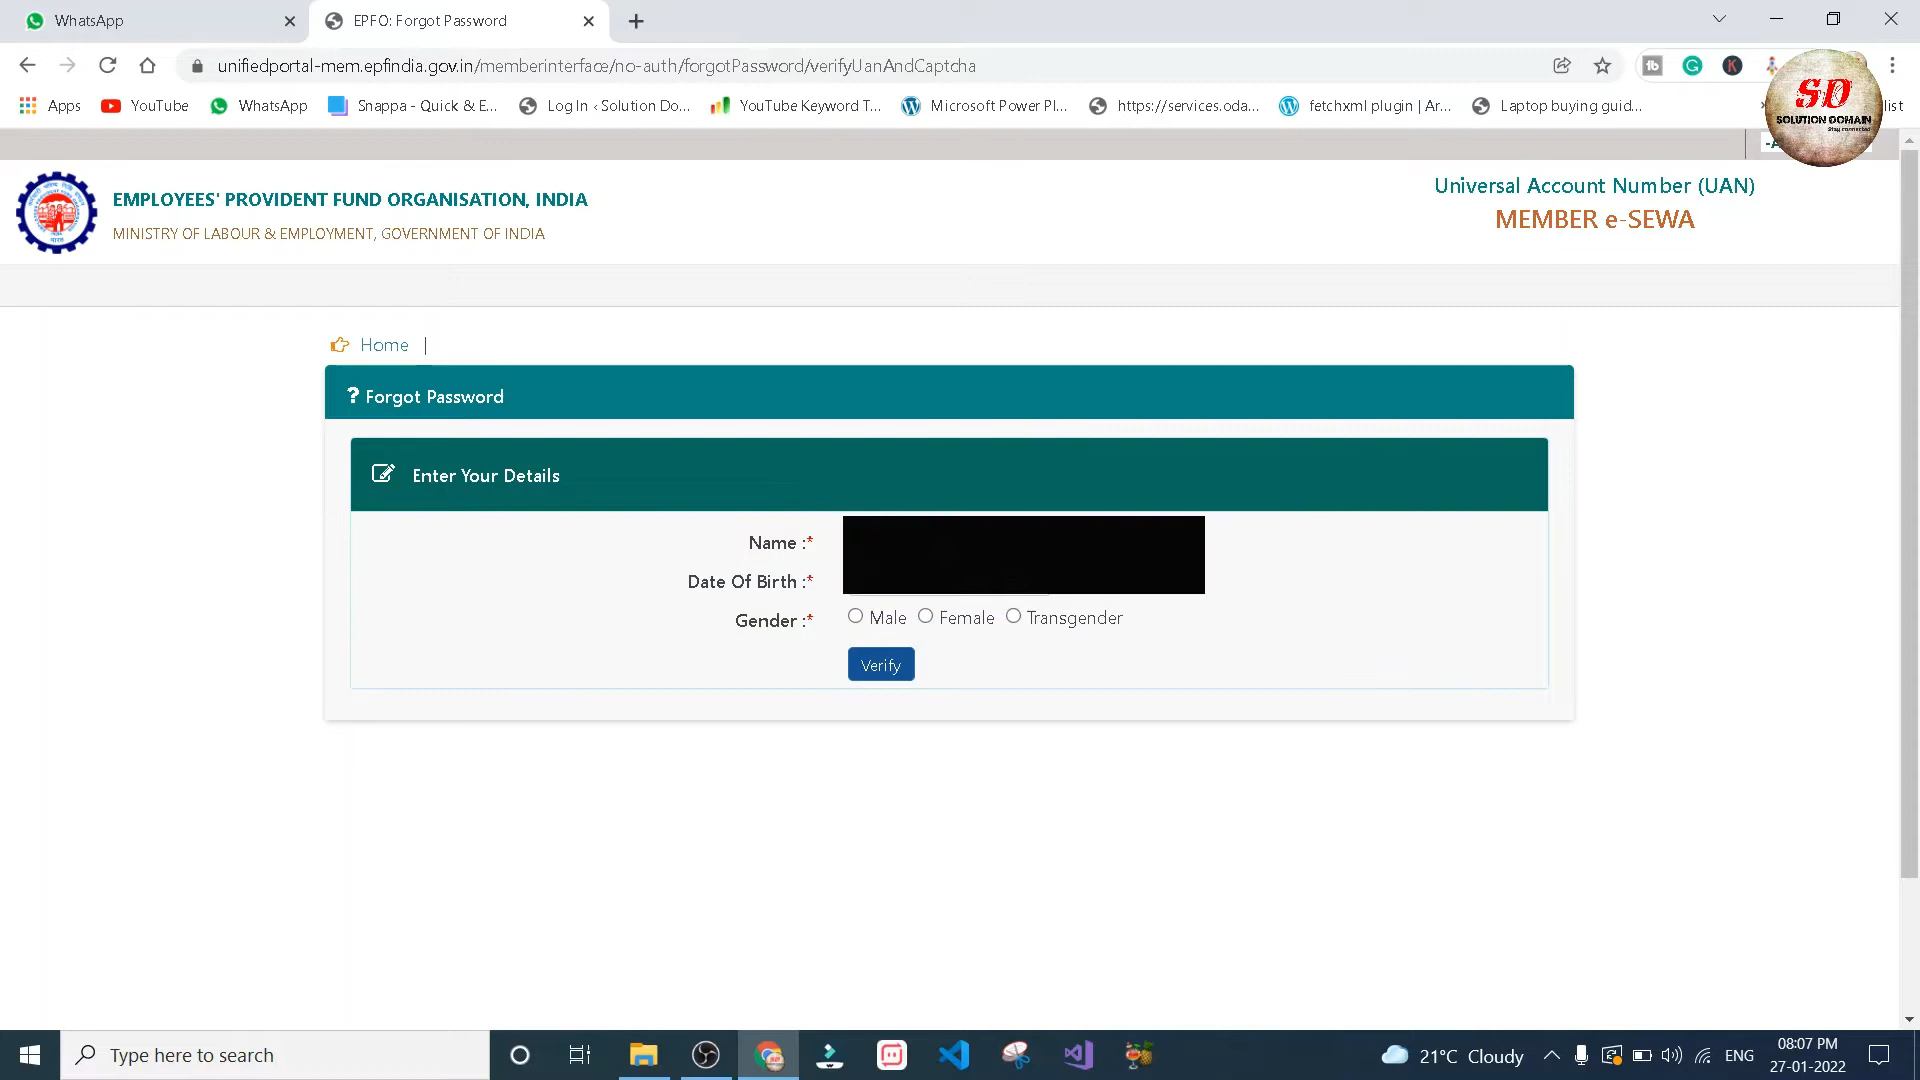 WhatsApp
EPFO: Forgot Password
unifiedportal-mem.epfindia.gov.in/memberinterface/no-auth/forgotPassword/verifyUanAndCaptcha
Apps
YouTube
WhatsApp
Snappa - Quick & E...
Log In ‹ Solution Do...
YouTube Keyword T...
Microsoft Power Pl...
https://services.oda...
fetchxml plugin | Ar...
Laptop buying guid...
list
SD
SOLUTION DOMAIN
Stay connected
EMPLOYEES' PROVIDENT FUND ORGANISATION, INDIA
MINISTRY OF LABOUR & EMPLOYMENT, GOVERNMENT OF INDIA
Universal Account Number (UAN)
MEMBER e-SEWA
Home |
? Forgot Password
Enter Your Details
Name :*
Date Of Birth :*
Gender :*
Male Female Transgender
Verify
Type here to search
21°C Cloudy
ENG
08:07 PM
27-01-2022